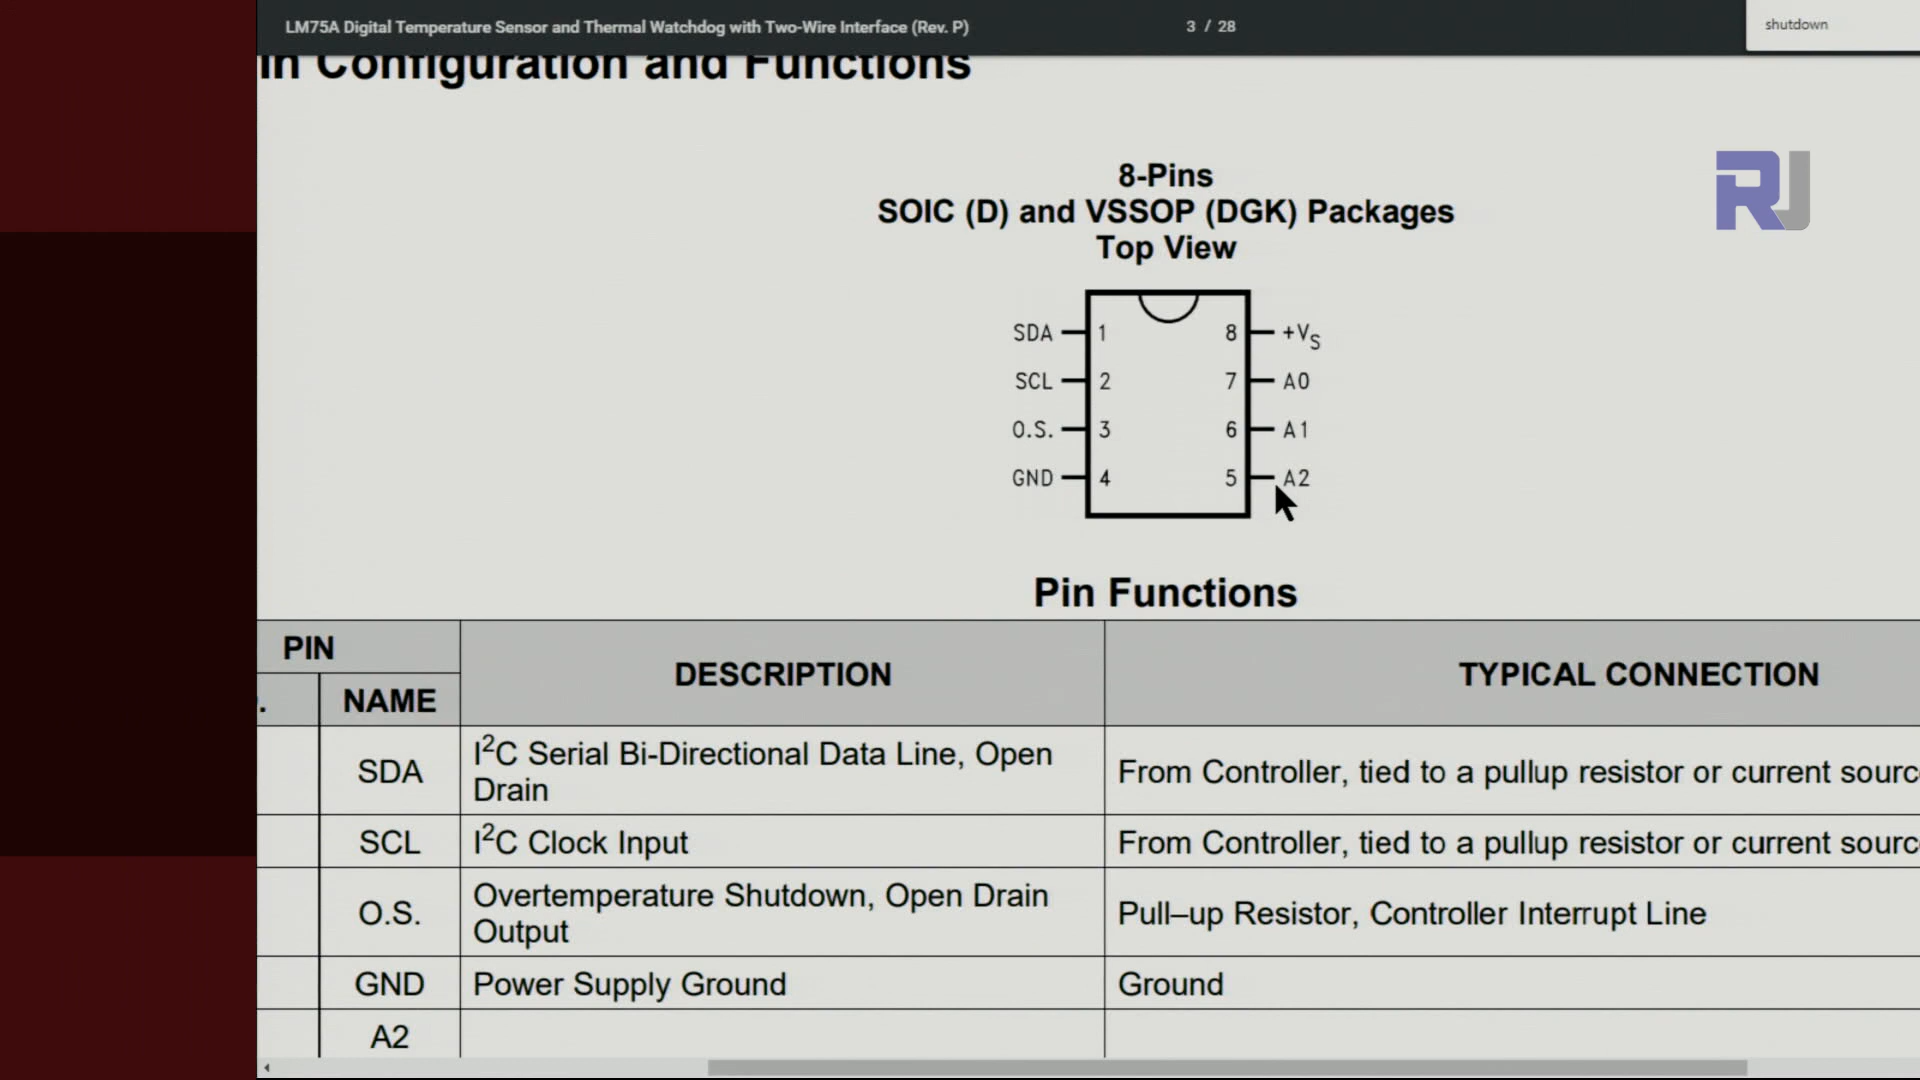 LM75A Digital Temperature Sensor and Thermal Watchdog with Two-Wire Interface (Rev. P)
3 / 28
shutdown
in Configuration and Functions
RJ
8-Pins
SOIC (D) and VSSOP (DGK) Packages
Top View
SDA 1 8 +VS
SCL 2 7 A0
O.S. 3 6 A1
GND 4 5 A2
Pin Functions
PIN
DESCRIPTION
TYPICAL CONNECTION
NAME
SDA
I²C Serial Bi-Directional Data Line, Open
Drain
From Controller, tied to a pullup resistor or current sourc
SCL
I²C Clock Input
From Controller, tied to a pullup resistor or current sourc
O.S.
Overtemperature Shutdown, Open Drain
Output
Pull–up Resistor, Controller Interrupt Line
GND
Power Supply Ground
Ground
A2